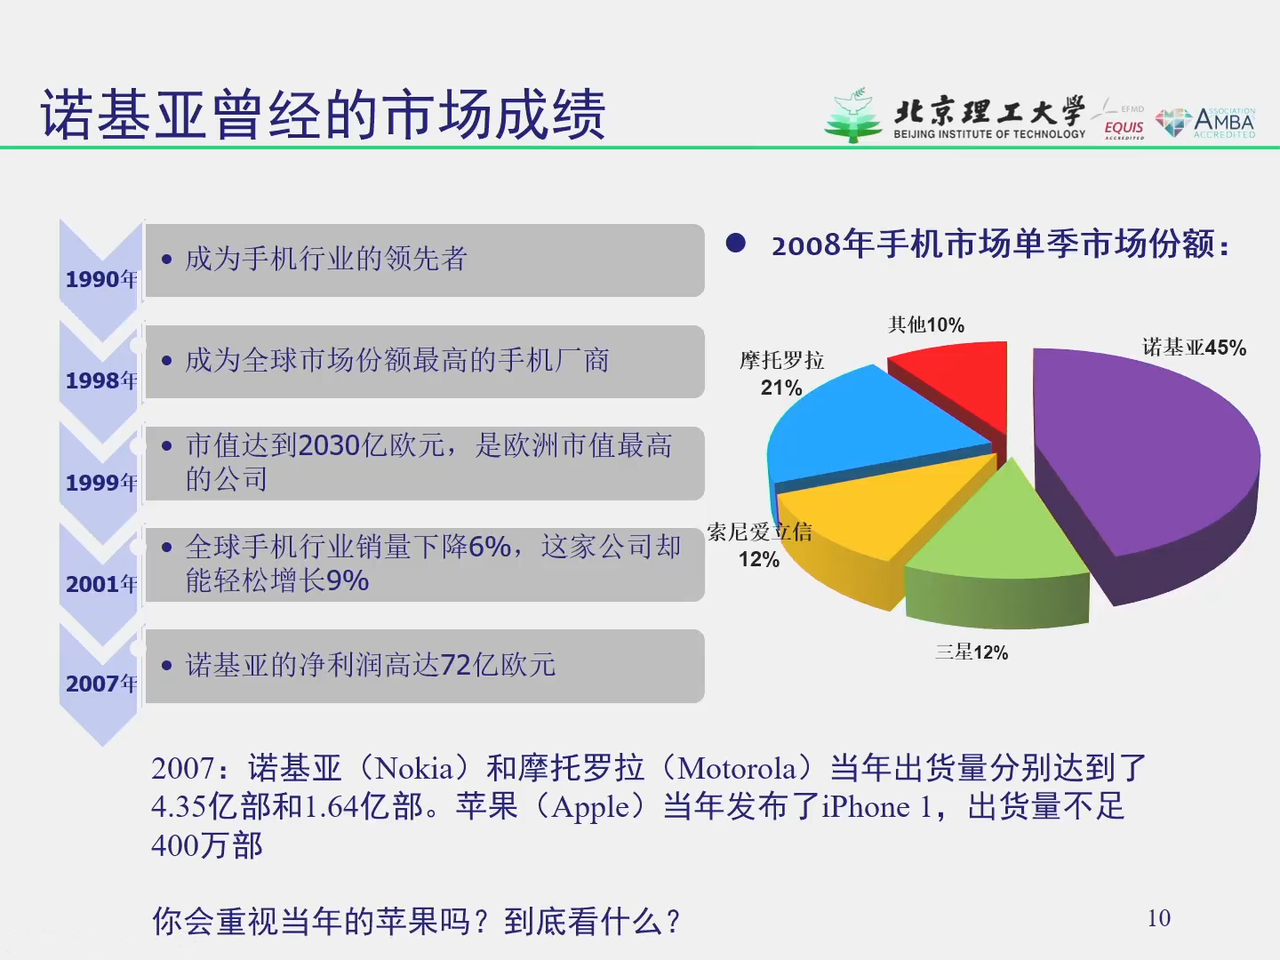 诺基亚曾经的市场成绩
北京理工大学
BEIJING INSTITUTE OF TECHNOLOGY
EFMD
EQUIS
ACCREDITED
ASSOCIATION
AMBA
ACCREDITED
1990年
• 成为手机行业的领先者
1998年
• 成为全球市场份额最高的手机厂商
1999年
• 市值达到2030亿欧元，是欧洲市值最高
的公司
2001年
• 全球手机行业销量下降6%，这家公司却
能轻松增长9%
2007年
• 诺基亚的净利润高达72亿欧元
● 2008年手机市场单季市场份额：
其他10%
诺基亚45%
摩托罗拉
21%
索尼爱立信
12%
三星12%
2007：诺基亚（Nokia）和摩托罗拉（Motorola）当年出货量分别达到了
4.35亿部和1.64亿部。苹果（Apple）当年发布了iPhone 1，出货量不足
400万部
你会重视当年的苹果吗？到底看什么？
10